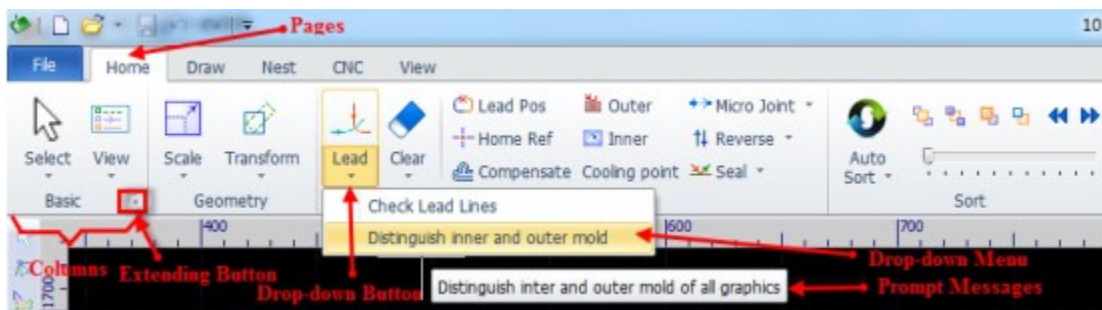 Pages
10
File Home Draw Nest CNC View
Lead Pos Outer Micro Joint
Home Ref Inner Reverse
Select View Scale Transform Lead Clear Compensate Cooling point Seal Auto Sort
Basic Geometry Sort
Check Lead Lines
400 600 700
Distinguish inner and outer mold
Columns Extending Button Drop-down Menu
Drop-down Button Distinguish inter and outer mold of all graphics Prompt Messages
1700